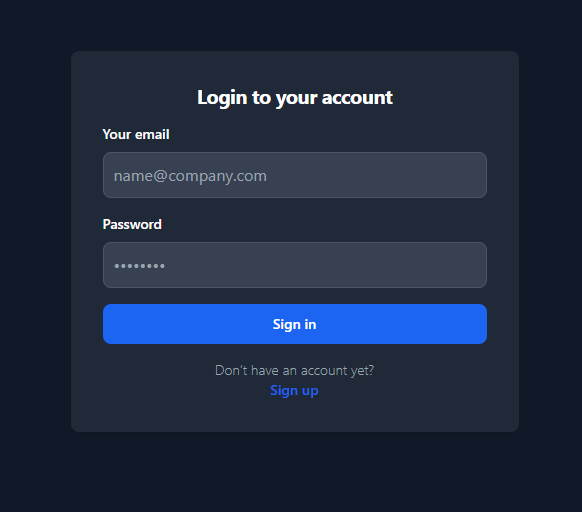 Login to your account
Your email
name@company.com
Password
••••••••
Sign in
Don't have an account yet?
Sign up